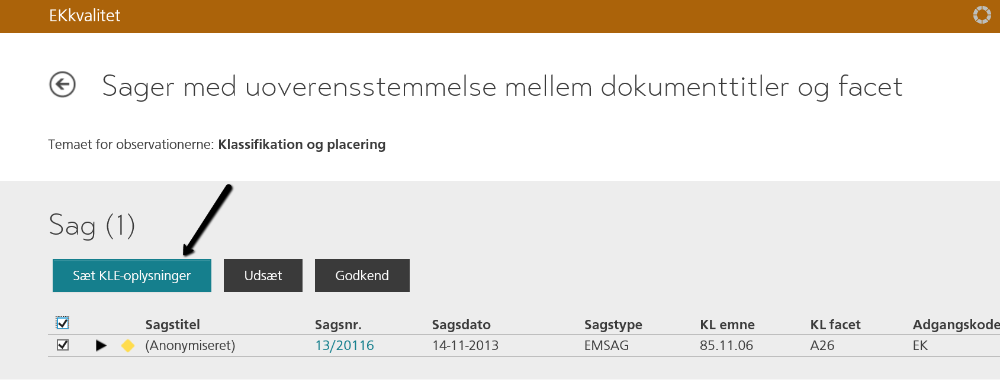 EKkvalitet
Sager med uoverensstemmelse mellem dokumenttitler og facet
Temaet for observationerne: Klassifikation og placering
Sag (1)
Sæt KLE-oplysninger Udsæt Godkend
Sagstitel Sagsnr. Sagsdato Sagstype KL emne KL facet Adgangskode
(Anonymiseret) 13/20116 14-11-2013 EMSAG 85.11.06 A26 EK